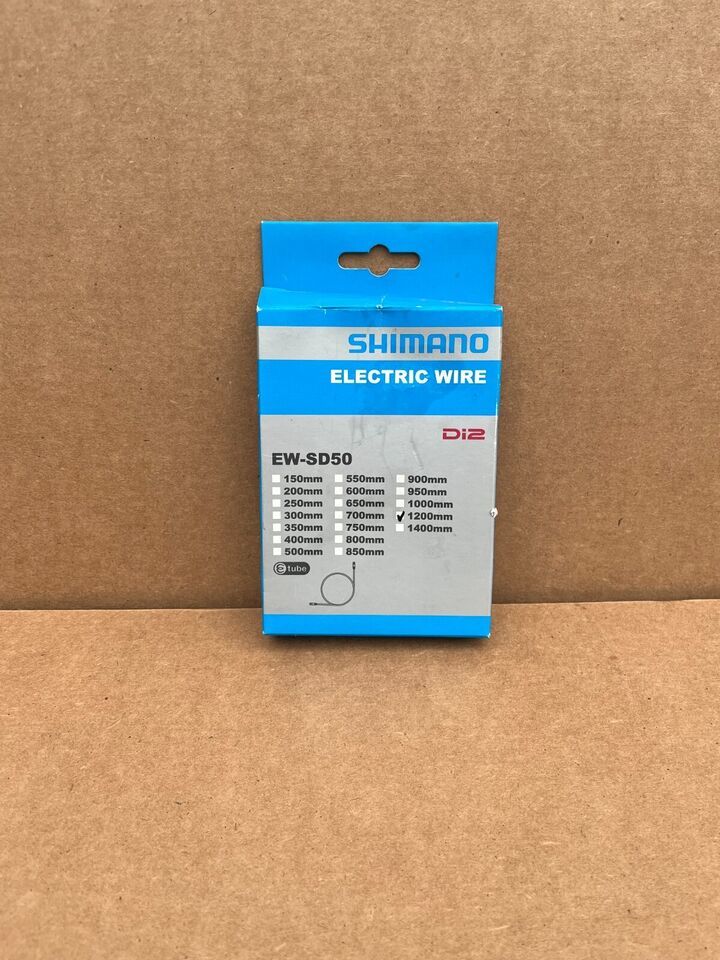 SHIMANO
ELECTRIC WIRE
Di2
EW-SD50
150mm 550mm 900mm
200mm 600mm 950mm
250mm 650mm 1000mm
300mm 700mm 1200mm
350mm 750mm 1400mm
400mm 800mm
500mm 850mm
e tube